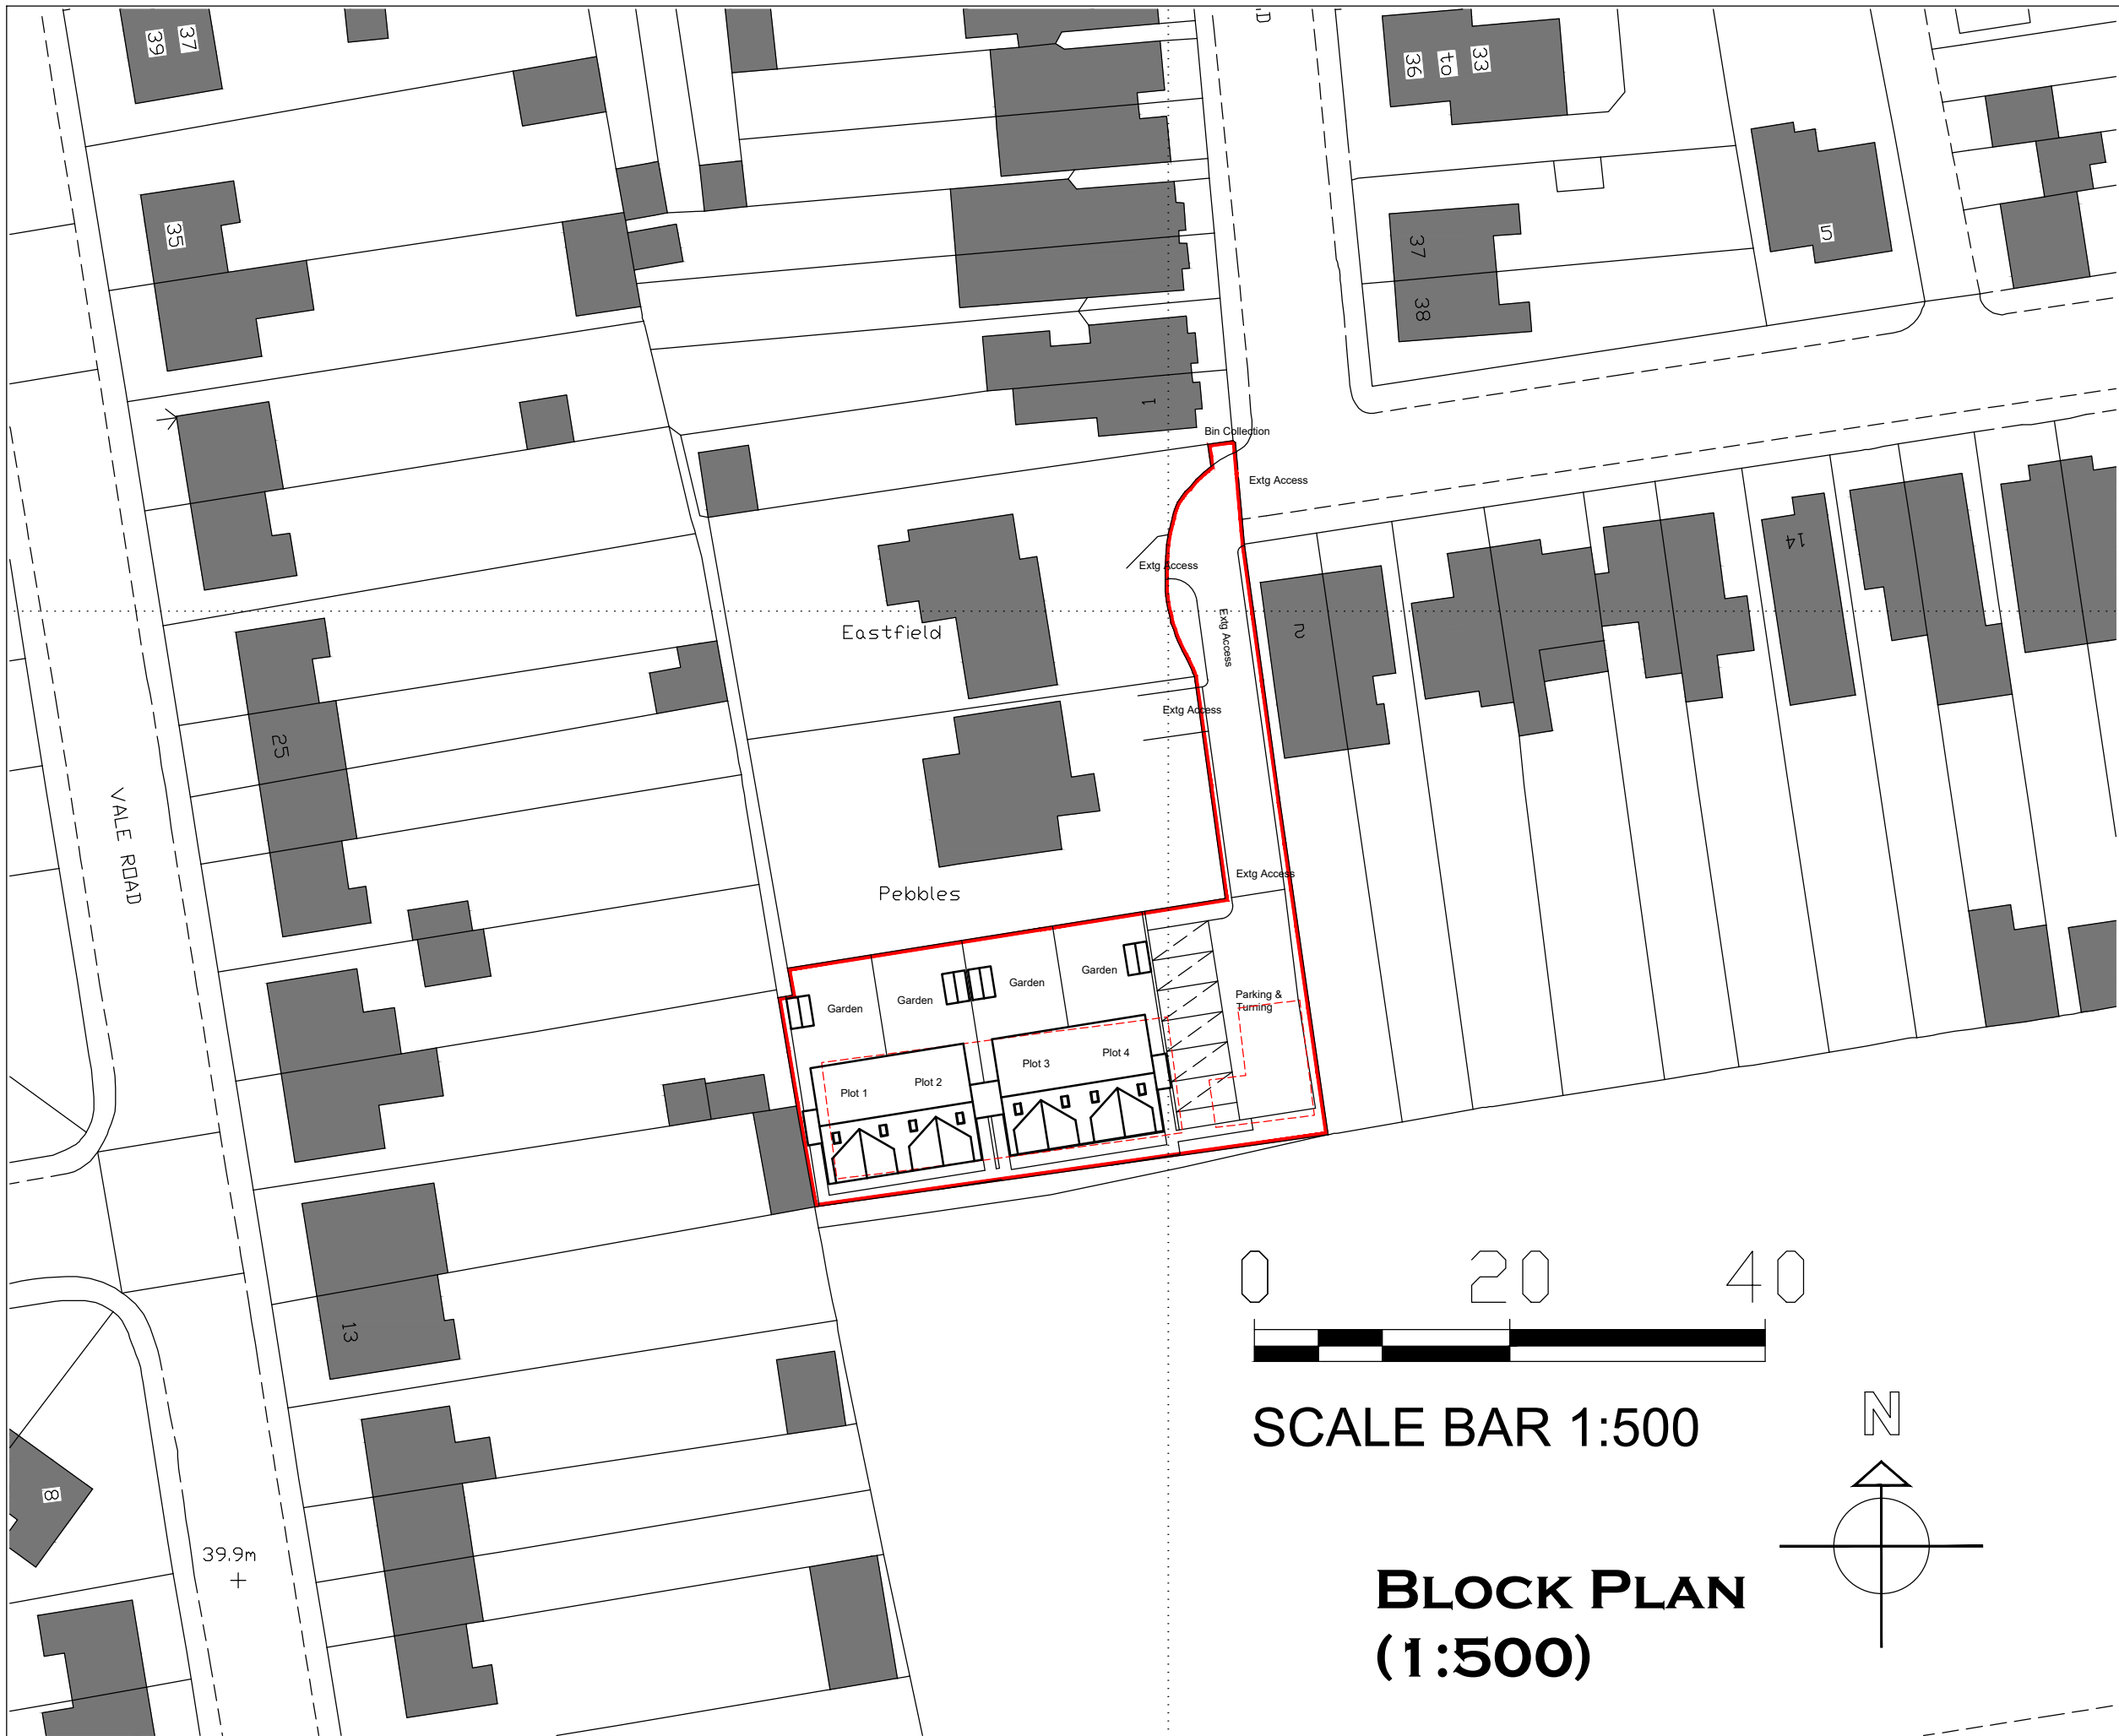 39
37
36
to
33
35
37
38
5
1
Bin Collection
Extg Access
Extg Access
Extg Access
Eastfield
2
14
Extg Access
25
VALE ROAD
Extg Access
Pebbles
Garden
Garden
Garden
Garden
Parking &
Turning
Plot 1
Plot 2
Plot 3
Plot 4
13
0 20 40
SCALE BAR 1:500
N
8
39.9m
BLOCK PLAN
(1:500)